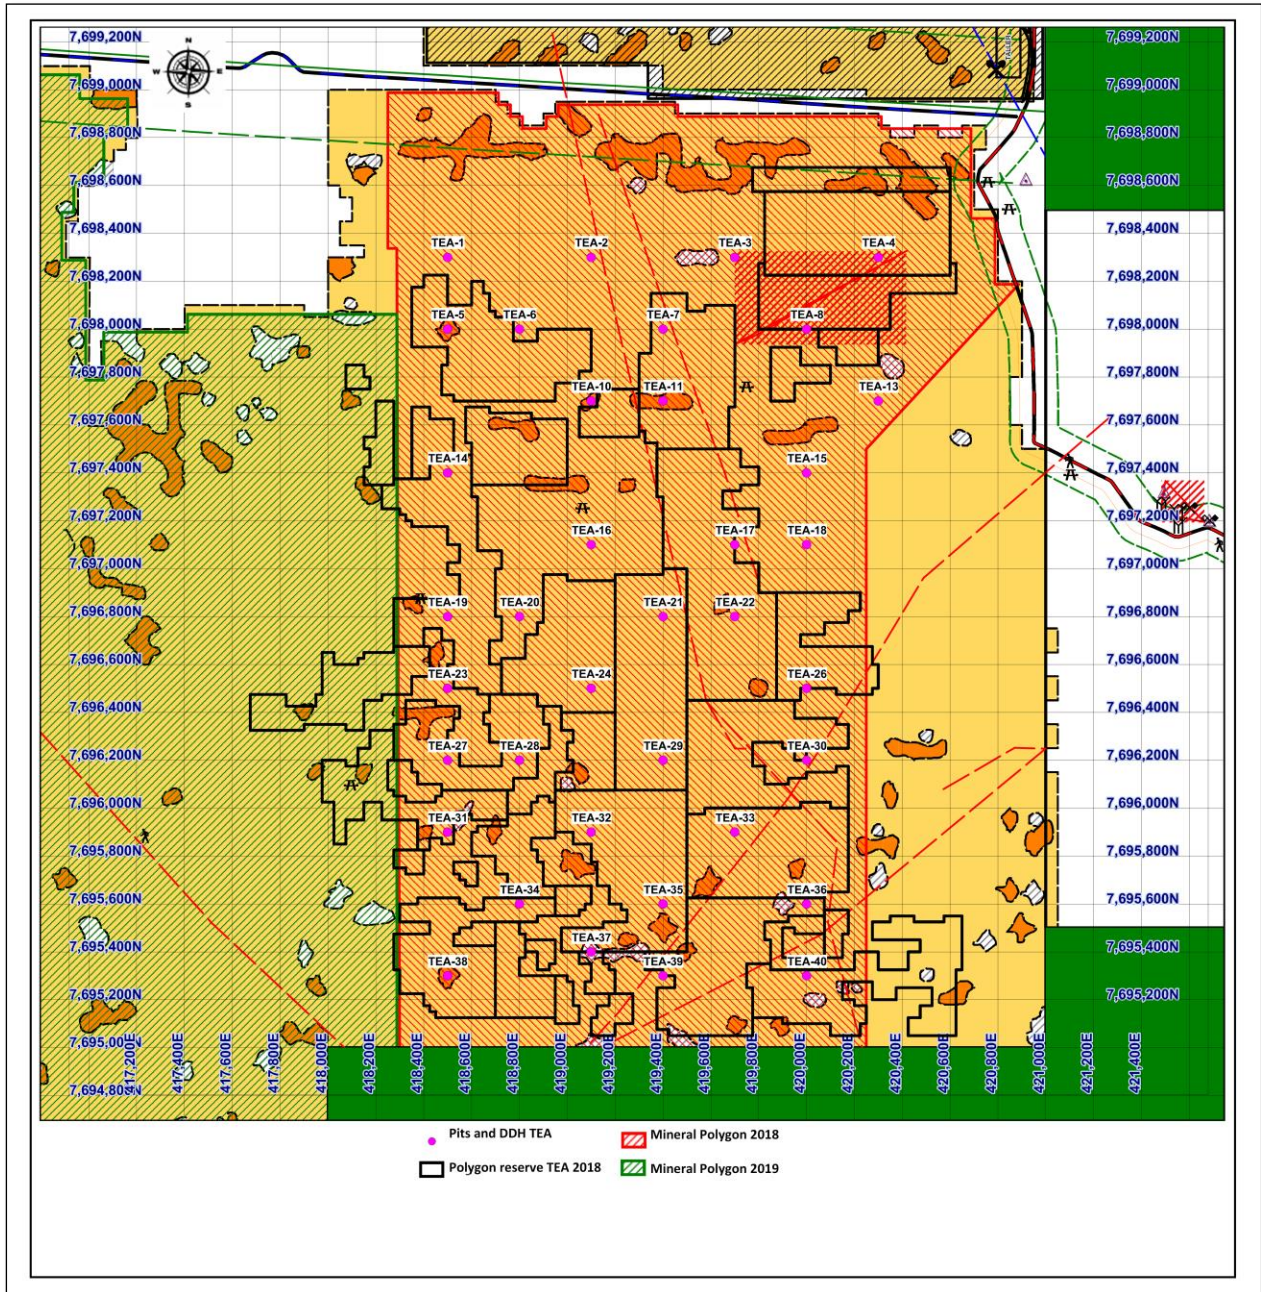 7,699,200N
7,699,200N
N
W
E
S
7,699,000N
7,699,000N
7,698,800N
7,698,800N
7,698,600N
7,698,600N
7,698,400N
7,698,400N
TEA-1
TEA-2
TEA-3
TEA-4
7,698,200N
7,698,200N
TEA-5
TEA-6
TEA-7
TEA-8
7,698,000N
7,698,000N
7,697,800N
7,697,800N
TEA-10
TEA-11
TEA-13
7,697,600N
7,697,600N
TEA-14
TEA-15
7,697,400N
7,697,400N
7,697,200N
7,697,200N
TEA-16
TEA-17
TEA-18
7,697,000N
7,697,000N
TEA-19
TEA-20
TEA-21
TEA-22
7,696,800N
7,696,800N
7,696,600N
7,696,600N
TEA-23
TEA-24
TEA-26
7,696,400N
7,696,400N
TEA-27
TEA-28
TEA-29
TEA-30
7,696,200N
7,696,200N
7,696,000N
7,696,000N
TEA-31
TEA-32
TEA-33
7,695,800N
7,695,800N
TEA-34
TEA-35
TEA-36
7,695,600N
7,695,600N
TEA-37
7,695,400N
7,695,400N
TEA-38
TEA-39
TEA-40
7,695,200N
7,695,200N
7,695,000N
7,694,800N
417,200E
417,400E
417,600E
417,800E
418,000E
418,200E
418,400E
418,600E
418,800E
419,000E
419,200E
419,400E
419,600E
419,800E
420,000E
420,200E
420,400E
420,600E
420,800E
421,000E
421,200E
421,400E
Pits and DDH TEA
Mineral Polygon 2018
Polygon reserve TEA 2018
Mineral Polygon 2019